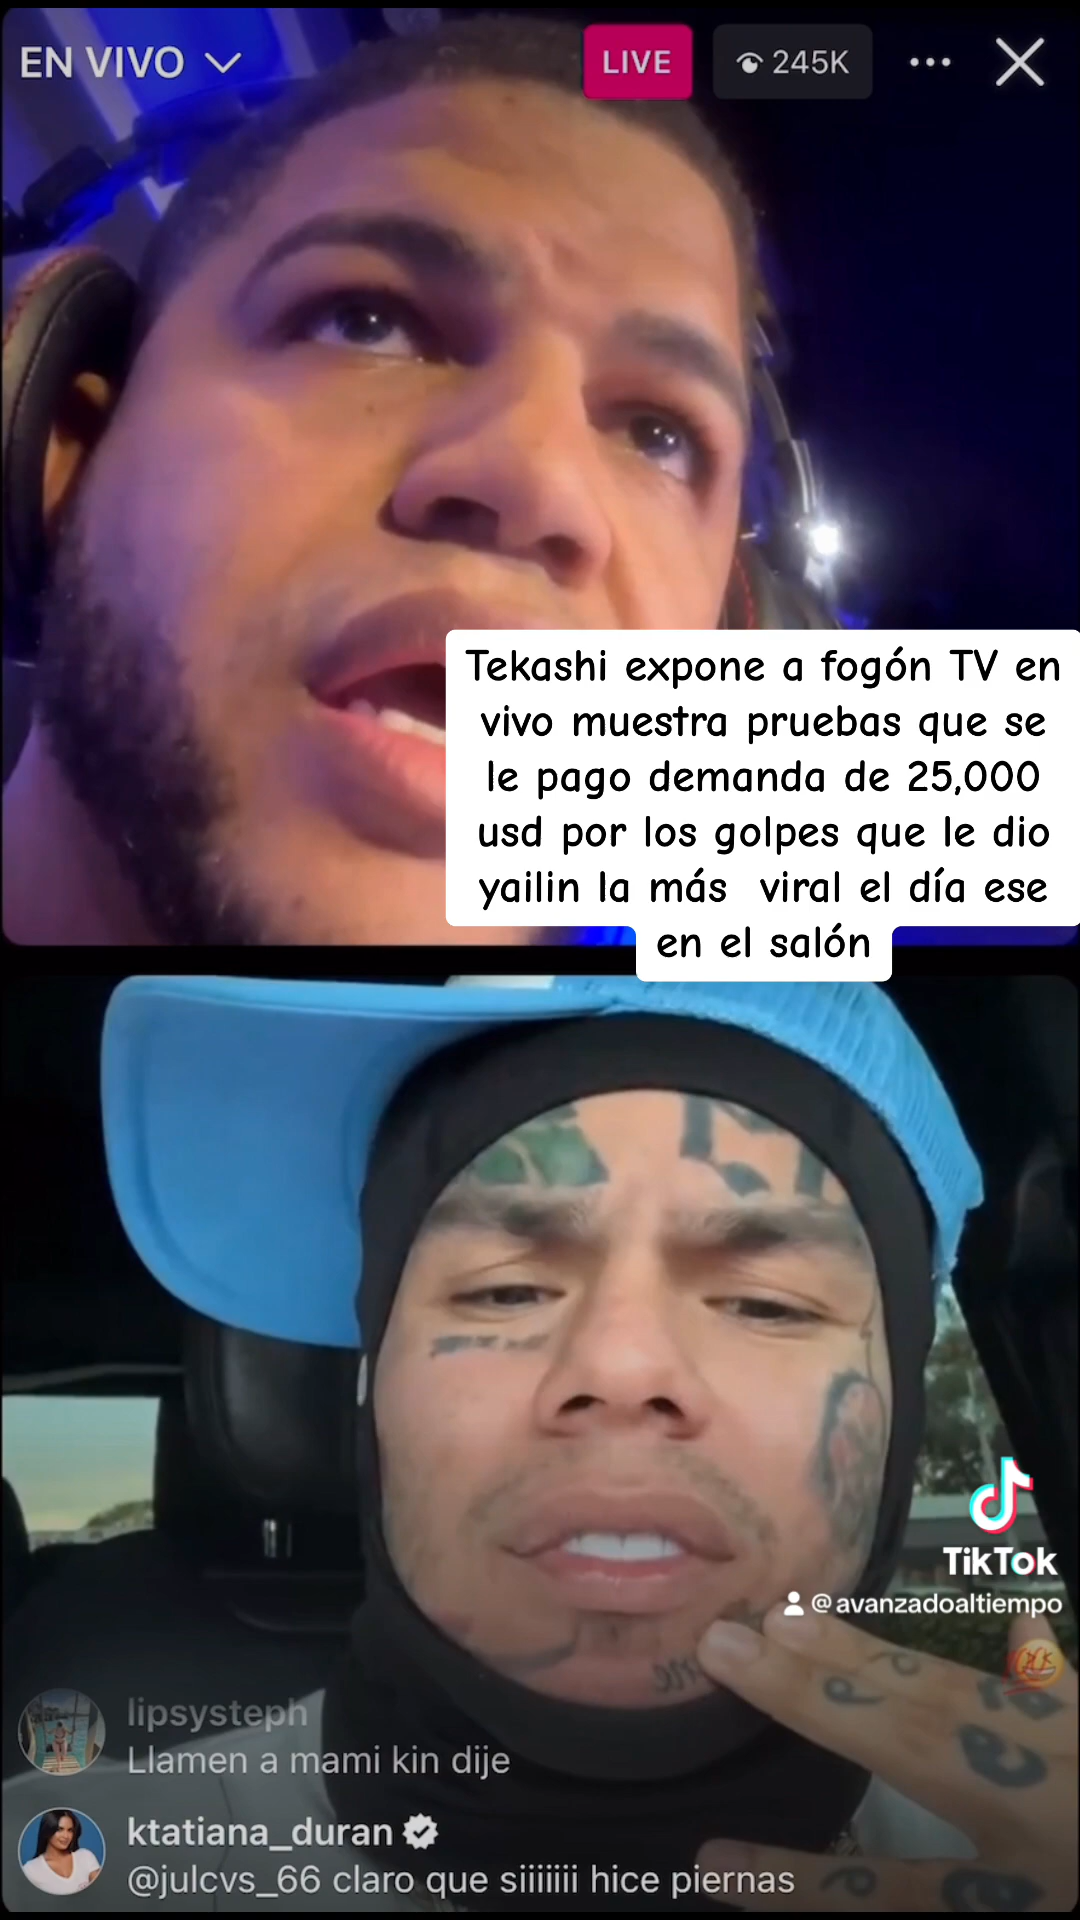 EN VIVO
LIVE
245K
Tekashi expone a fogón TV en
vivo muestra pruebas que se
le pago demanda de 25,000
usd por los golpes que le dio
yailin la más viral el día ese
en el salón
TikTok
@avanzadoaltiempo
lipsysteph
Llamen a mami kin dije
ktatiana_duran
@julcvs_66 claro que siiiiiii hice piernas